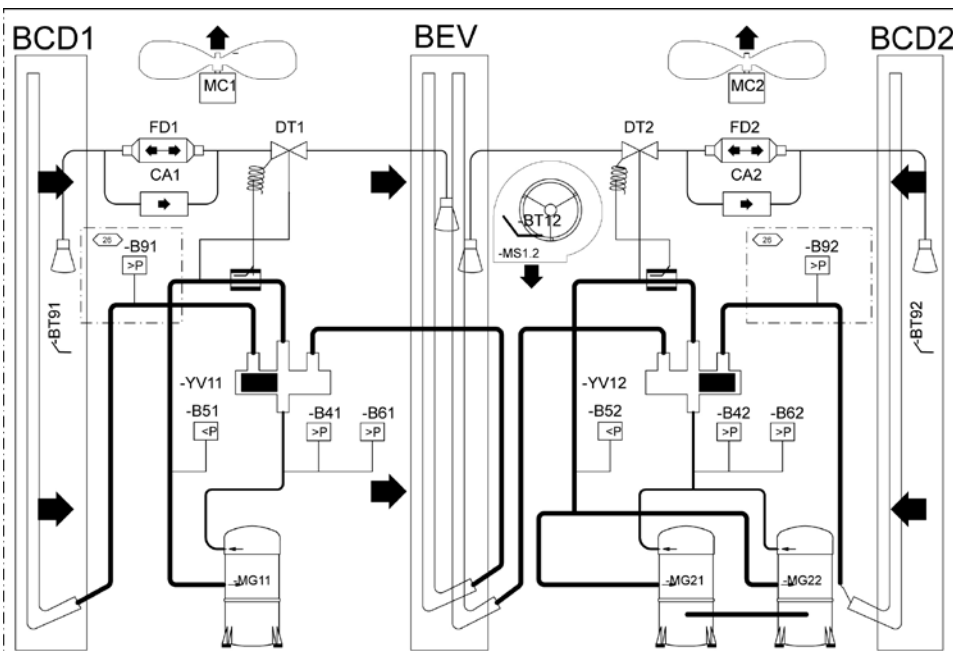 BCD1
BEV
BCD2
MC1
MC2
FD1
DT1
DT2
FD2
CA1
CA2
-BT12
26
-B91
>P
-MS1.2
26
-B92
>P
-BT91
-BT92
-YV11
-YV12
-B51
<P
-B41
>P
-B61
>P
-B52
<P
-B42
>P
-B62
>P
-MG11
-MG21
-MG22